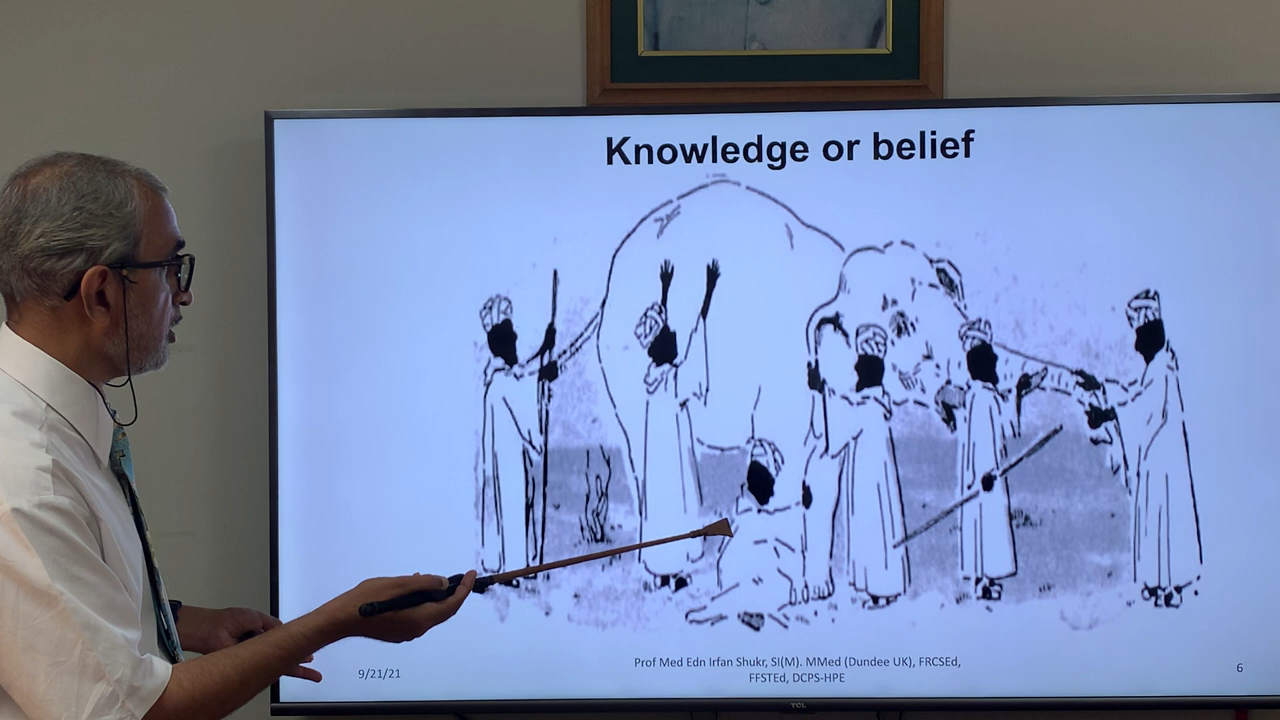 Knowledge or belief
9/21/21
Prof Med Edn Irfan Shukr, SI(M). MMed (Dundee UK), FRCSEd,
FFSTEd, DCPS-HPE
6
TCL